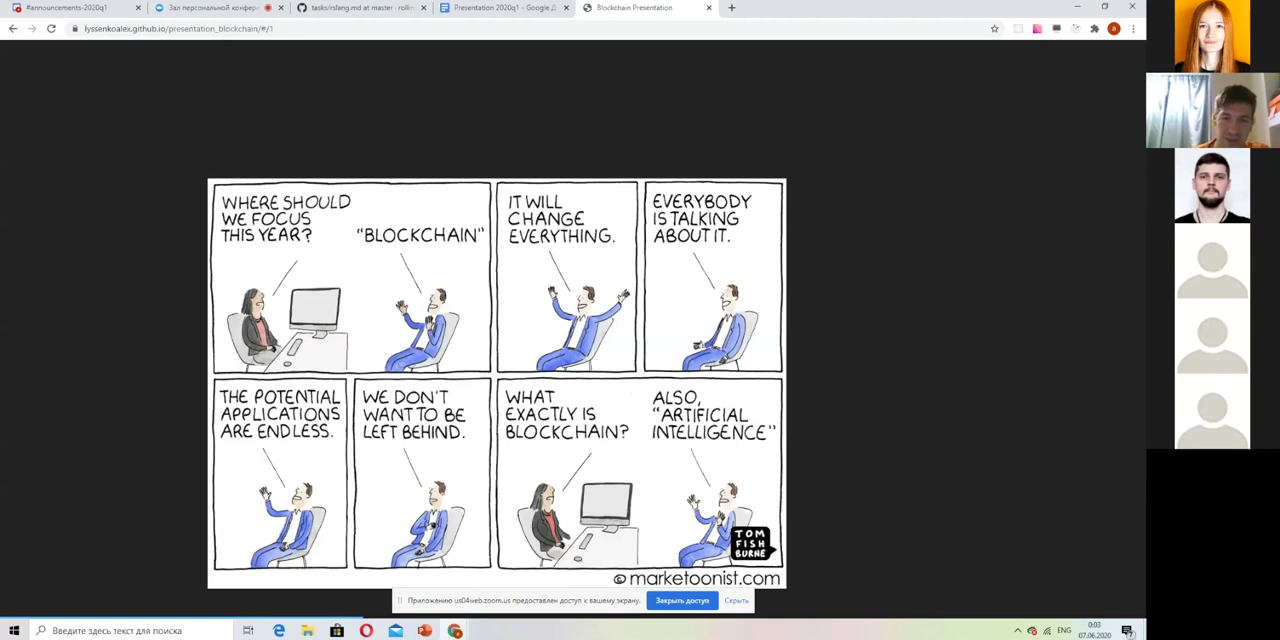 #announcements-2020q1
Зал персональной конфер
tasks/rsfang.md at master · rollin
Presentation 2020q1 – Google Д
Blockchain Presentation
lyssenkoalex.github.io/presentation_blockchain/#/1
WHERE SHOULD
WE FOCUS
THIS YEAR?
"BLOCKCHAIN"
IT WILL
CHANGE
EVERYTHING.
EVERYBODY
IS TALKING
ABOUT IT.
THE POTENTIAL
APPLICATIONS
ARE ENDLESS.
WE DON'T
WANT TO BE
LEFT BEHIND.
WHAT
EXACTLY IS
BLOCKCHAIN?
ALSO,
"ARTIFICIAL
INTELLIGENCE"
TOM
FISH
BURNE
© marketoonist.com
Приложению us04web.zoom.us предоставлен доступ к вашему экрану.
Закрыть доступ
Скрыть
Введите здесь текст для поиска
ENG
0:03
07.06.2020